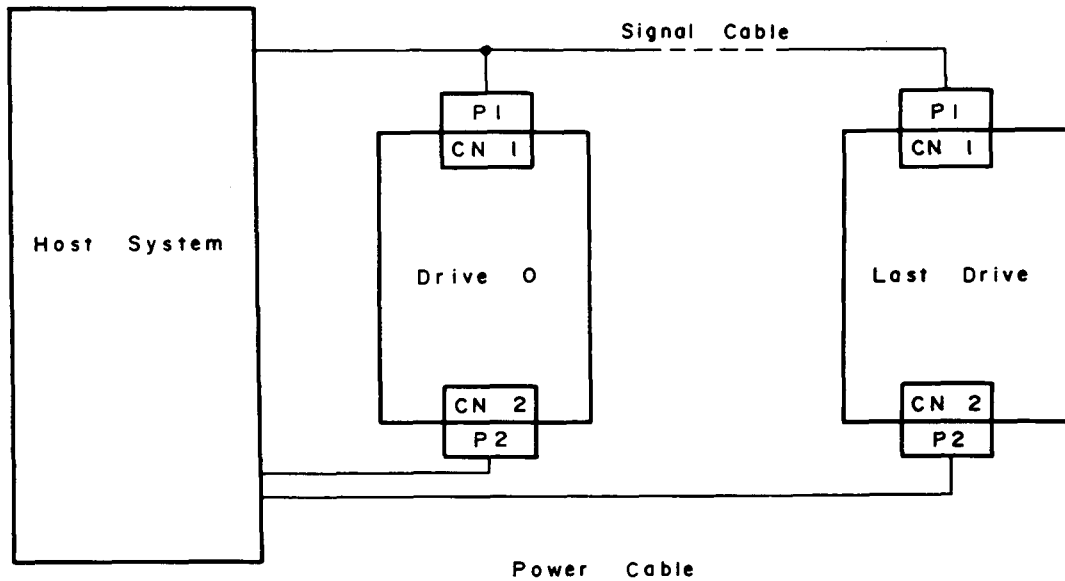 Signal Cable
P1
CN 1
P1
CN 1
Host System
Drive 0
Last Drive
CN 2
P2
CN 2
P2
Power Cable